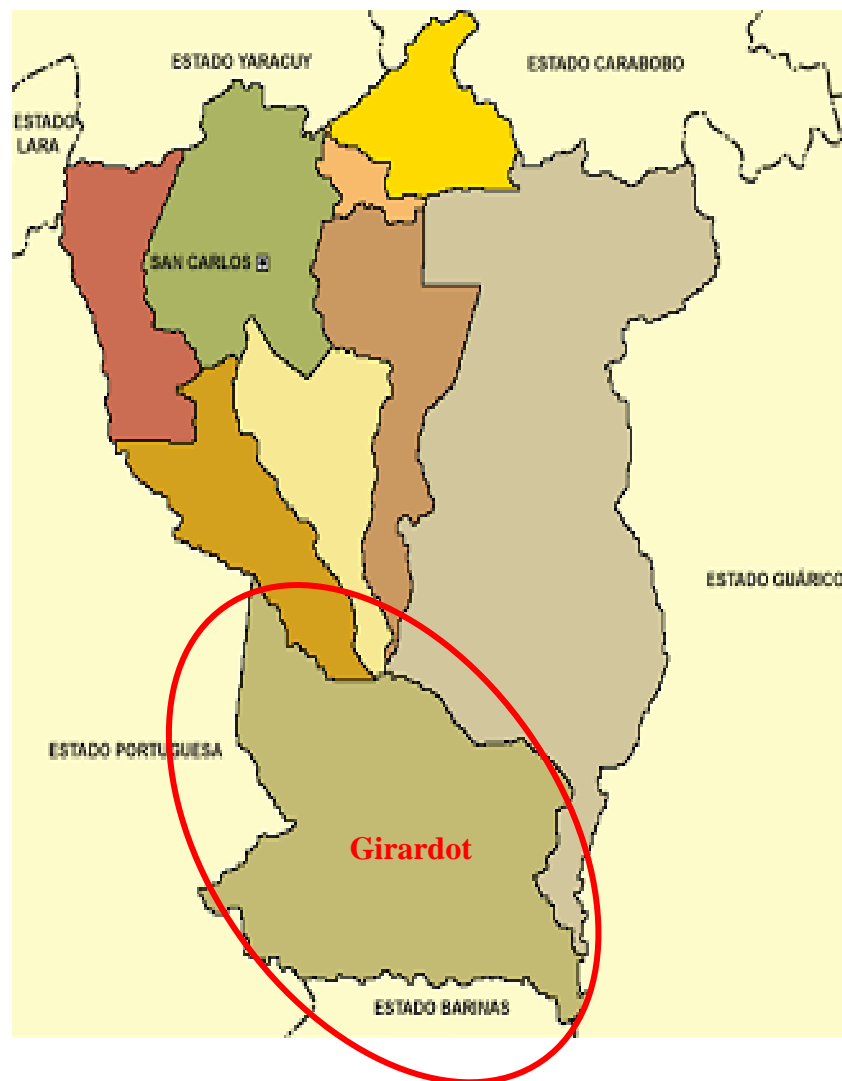 ESTADO YARACUY
ESTADO CARABOBO
ESTADO
LARA
SAN CARLOS
ESTADO GUÁRICO
ESTADO PORTUGUESA
Girardot
ESTADO BARINAS